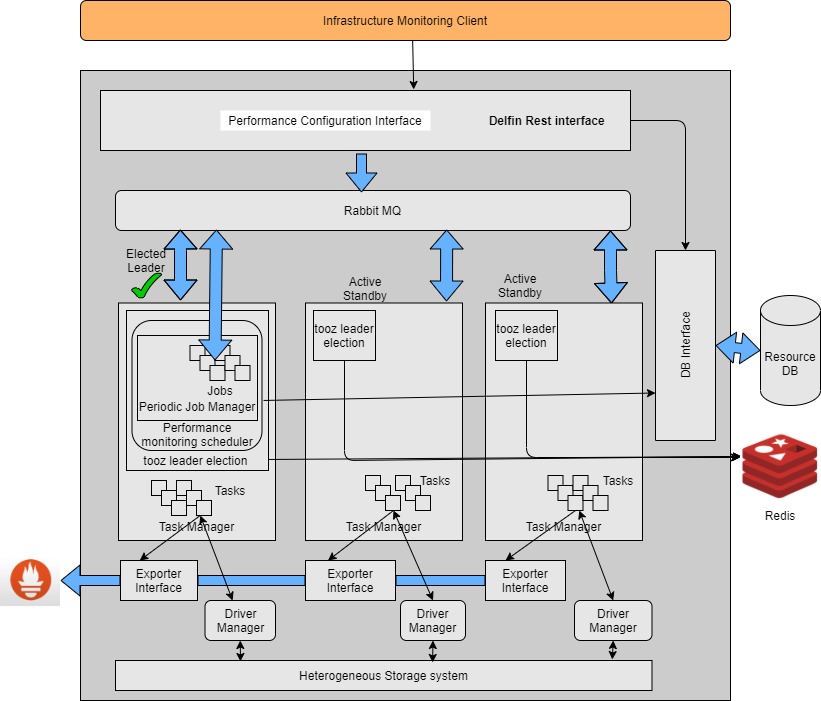 Infrastructure Monitoring Client
Performance Configuration Interface
Delfin Rest interface
Rabbit MQ
Elected
Leader
Active
Standby
Active
Standby
tooz leader
election
tooz leader
election
DB Interface
Resource
DB
Jobs
Periodic Job Manager
Performance
monitoring scheduler
tooz leader election
Redis
Tasks
Task Manager
Tasks
Task Manager
Tasks
Task Manager
Exporter
Interface
Exporter
Interface
Exporter
Interface
Driver
Manager
Driver
Manager
Driver
Manager
Heterogeneous Storage system